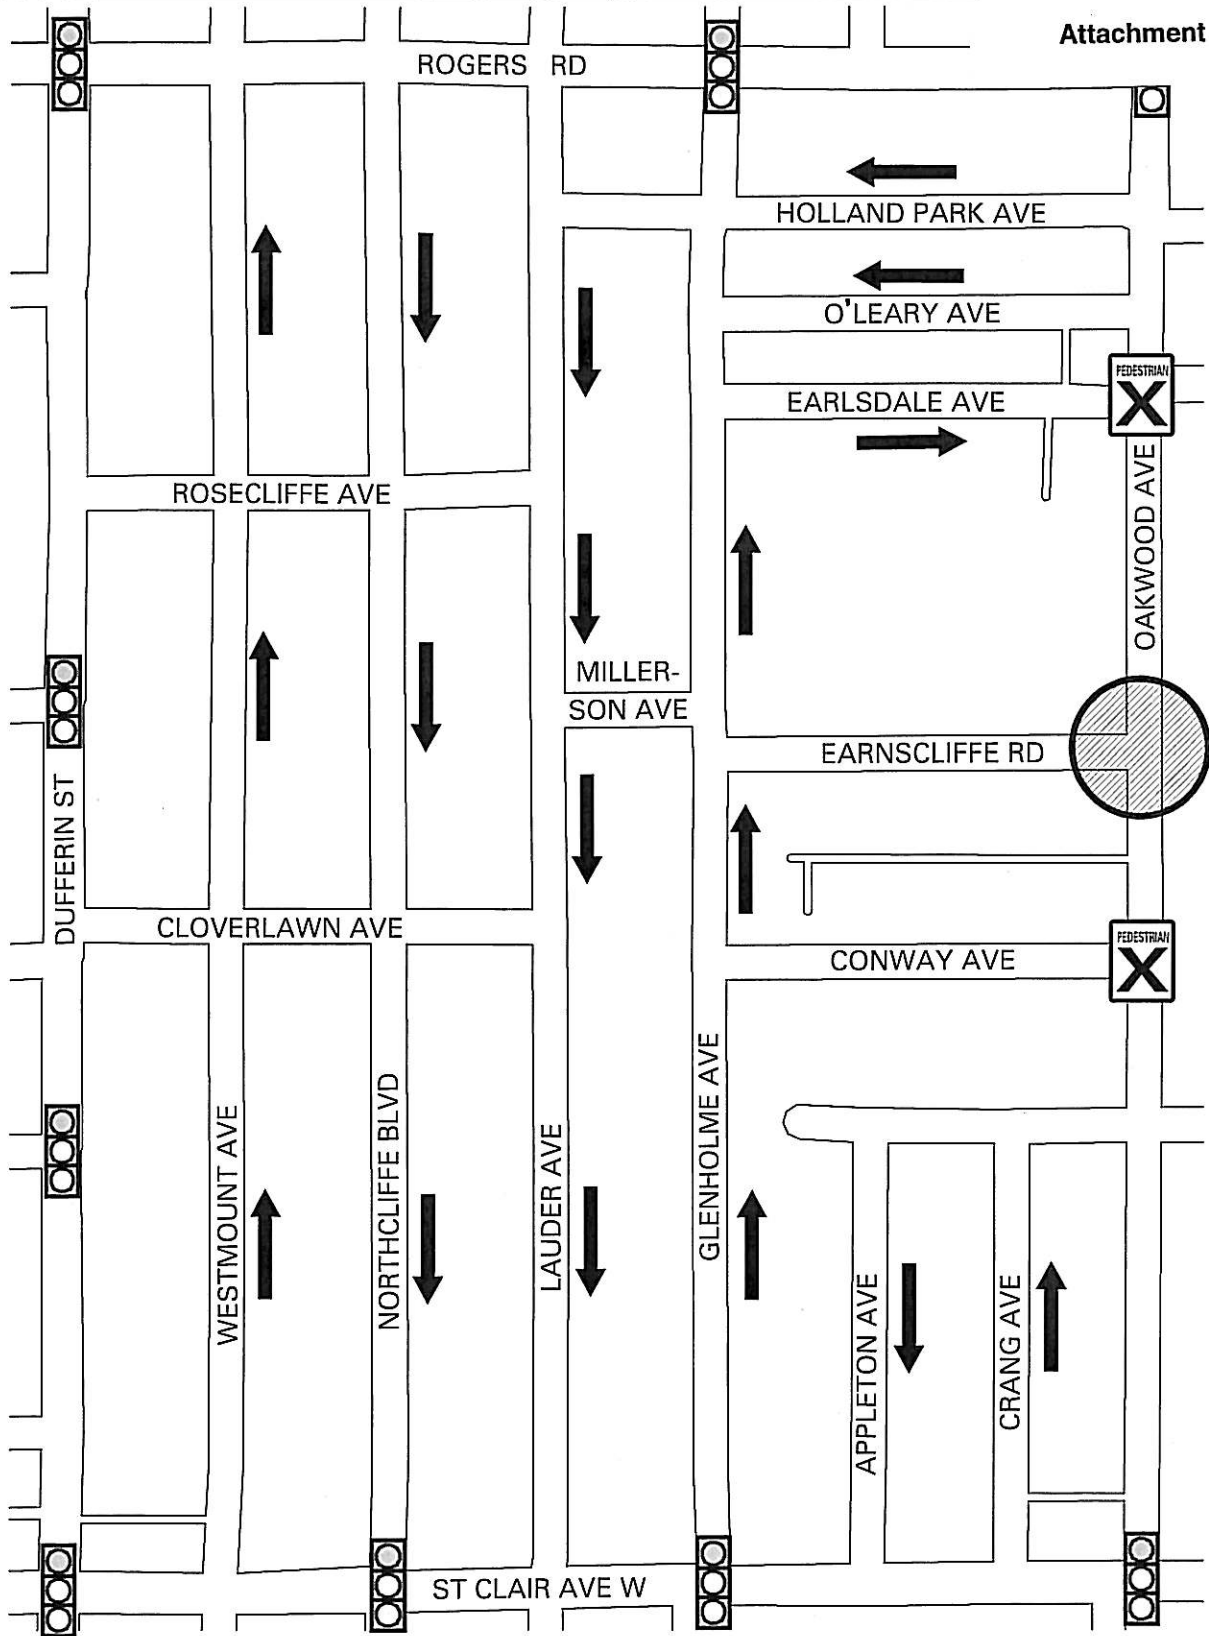 Attachment
ROGERS RD
HOLLAND PARK AVE
O'LEARY AVE
PEDESTRIAN
X
EARLSDALE AVE
OAKWOOD AVE
ROSECLIFFE AVE
MILLER-
SON AVE
EARNSCLIFFE RD
DUFFERIN ST
CLOVERLAWN AVE
PEDESTRIAN
X
CONWAY AVE
WESTMOUNT AVE
NORTHCLIFFE BLVD
LAUDER AVE
GLENHOLME AVE
APPLETON AVE
CRANG AVE
ST CLAIR AVE W